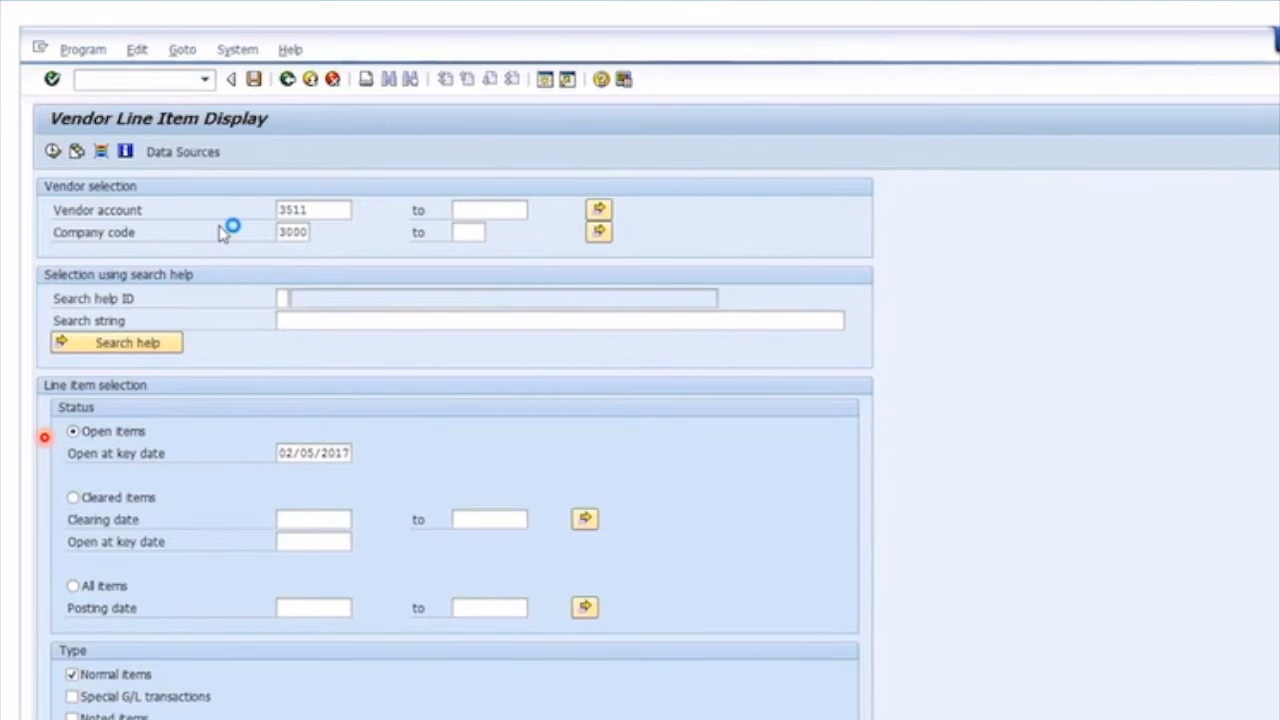 Program Edit Goto System Help
Vendor Line Item Display
Data Sources
Vendor selection
Vendor account 3511 to
Company code 3000 to
Selection using search help
Search help ID
Search string
Search help
Line item selection
Status
Open items
Open at key date 02/05/2017
Cleared items
Clearing date to
Open at key date
All items
Posting date to
Type
Normal items
Special G/L transactions
Noted items